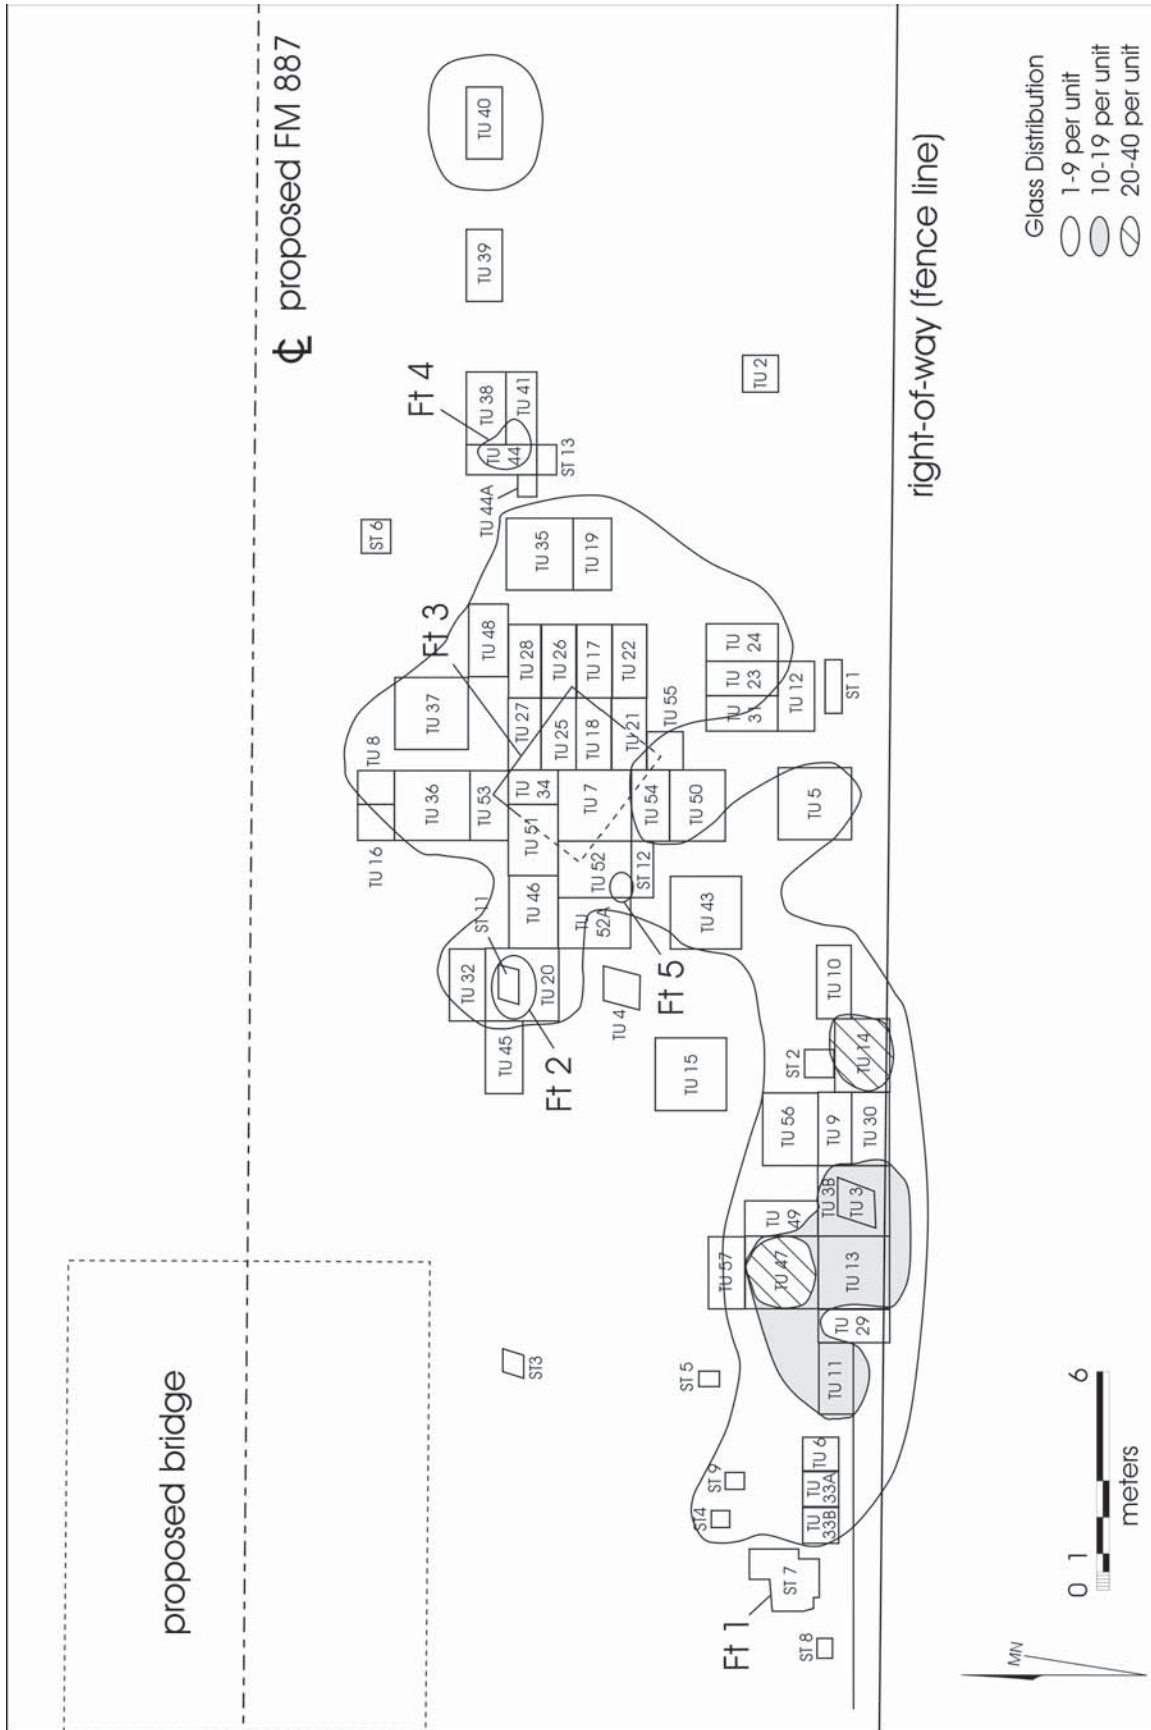 proposed bridge
℄ proposed FM 887
ST 6
Ft 4
TU 38
TU 41
TU
44
TU 44A
ST 13
TU 39
TU 40
TU 2
Ft 3
TU 8
TU 16
TU 37
TU 36
TU 48
TU 53
TU 35
TU 19
TU 28
TU 26
TU 17
TU 22
TU 27
TU 25
TU 18
TU 21
TU 55
TU
34
TU 7
TU 54
TU 50
TU 51
TU 52
ST 12
TU 46
TU
52A
TU 43
ST 11
TU 32
TU 20
TU 45
Ft 2
TU 4
Ft 5
TU 15
TU
24
TU
23
TU
31
TU 12
ST 1
TU 5
TU 10
ST 2
TU 14
TU 56
TU 9
TU 30
TU 3B
TU 3
TU
49
TU 57
TU 47
TU 13
TU
29
TU 11
ST3
ST 5
ST 9
ST4
TU 6
TU
33A
TU
33B
ST 7
Ft 1
ST 8
right-of-way (fence line)
MN
0 1 6
meters
Glass Distribution
1-9 per unit
10-19 per unit
20-40 per unit